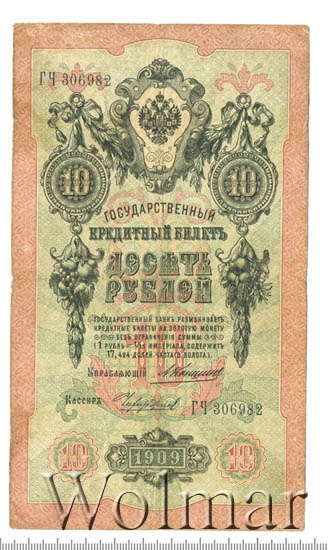 ГЧ 306982
10 10
ГОСУДАРСТВЕННЫЙ
КРЕДИТНЫЙ БИЛЕТЪ
ДЕСЯТЬ
РУБЛЕЙ
ГОСУДАРСТВЕННЫЙ БАНКЪ РАЗМѢНИВАЕТЪ
КРЕДИТНЫЕ БИЛЕТЫ НА ЗОЛОТУЮ МОНЕТУ
БЕЗЪ ОГРАНИЧЕНІЯ СУММЫ
(1 РУБЛЬ = 1/15 ИМПЕРІАЛА, СОДЕРЖИТЪ
17,424 ДОЛЕЙ ЧИСТАГО ЗОЛОТА).
УПРАВЛЯЮЩІЙ
КАССИРЪ
ГЧ 306982
10 1909 10
Wolmar